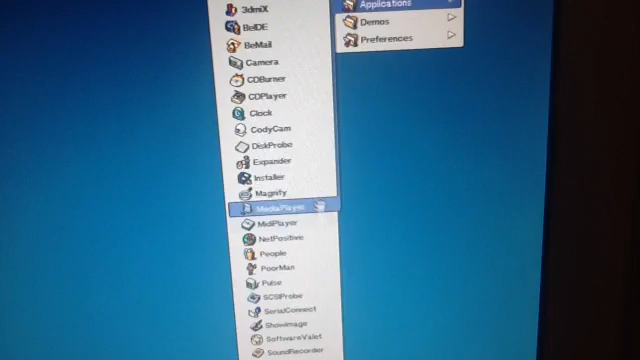 3dmiX
BeIDE
BeMail
Camera
CDBurner
CDPlayer
Clock
CodyCam
DiskProbe
Expander
Installer
Magnify
MediaPlayer
MidiPlayer
NetPositive
People
PoorMan
Pulse
SCSIProbe
SerialConnect
ShowImage
SoftwareValet
SoundRecorder
Applications
Demos
Preferences